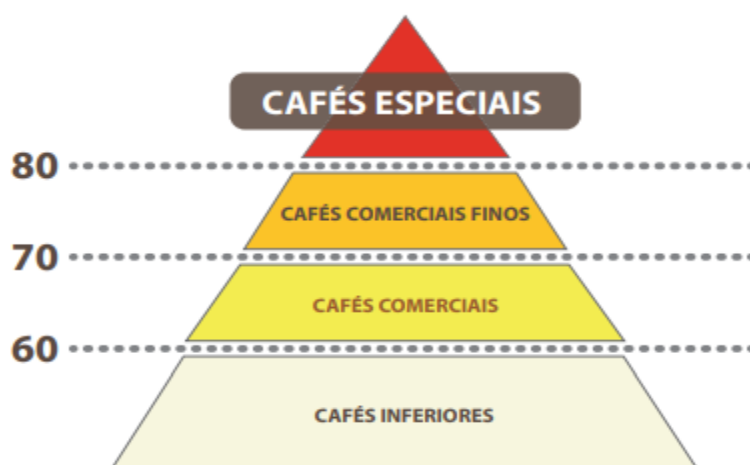 CAFÉS ESPECIAIS
80
CAFÉS COMERCIAIS FINOS
70
CAFÉS COMERCIAIS
60
CAFÉS INFERIORES